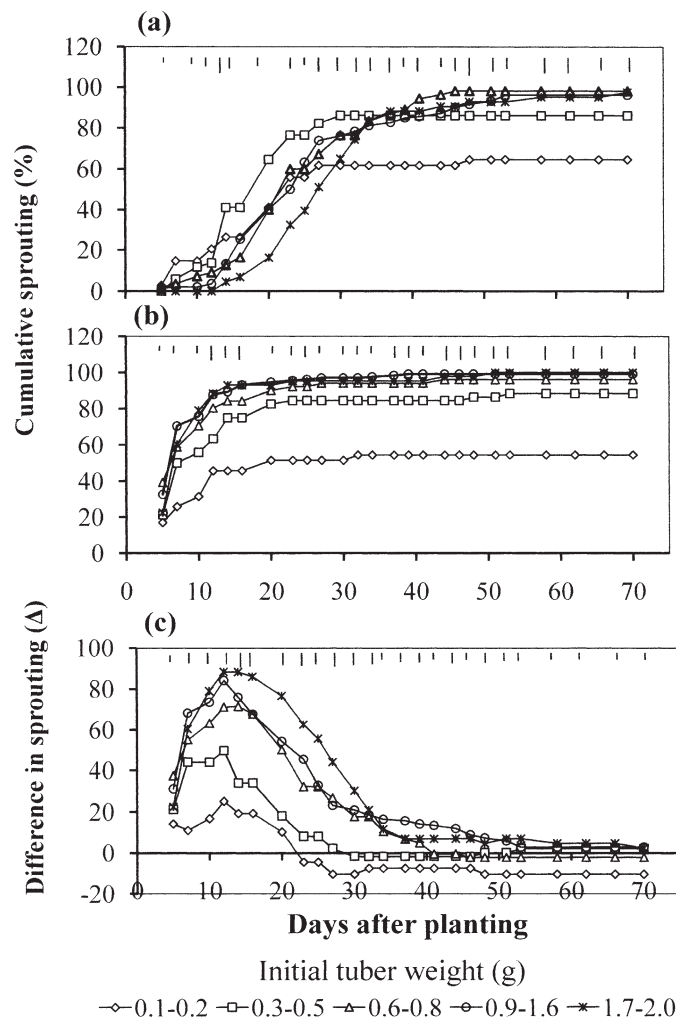 (a)
120
100
80
60
40
20
0
Cumulative sprouting (%)
(b)
120
100
80
60
40
20
0
0 10 20 30 40 50 60 70
(c)
100
80
60
40
20
0
-20
Difference in sprouting (Δ)
0 10 20 30 40 50 60 70
Days after planting
Initial tuber weight (g)
0.1-0.2 0.3-0.5 0.6-0.8 0.9-1.6 1.7-2.0